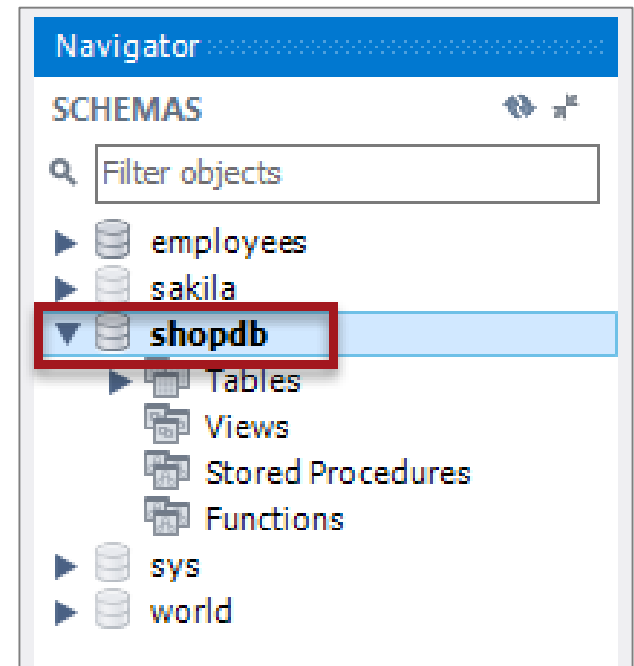 Navigator
SCHEMAS
Filter objects
employees
sakila
shopdb
Tables
Views
Stored Procedures
Functions
sys
world